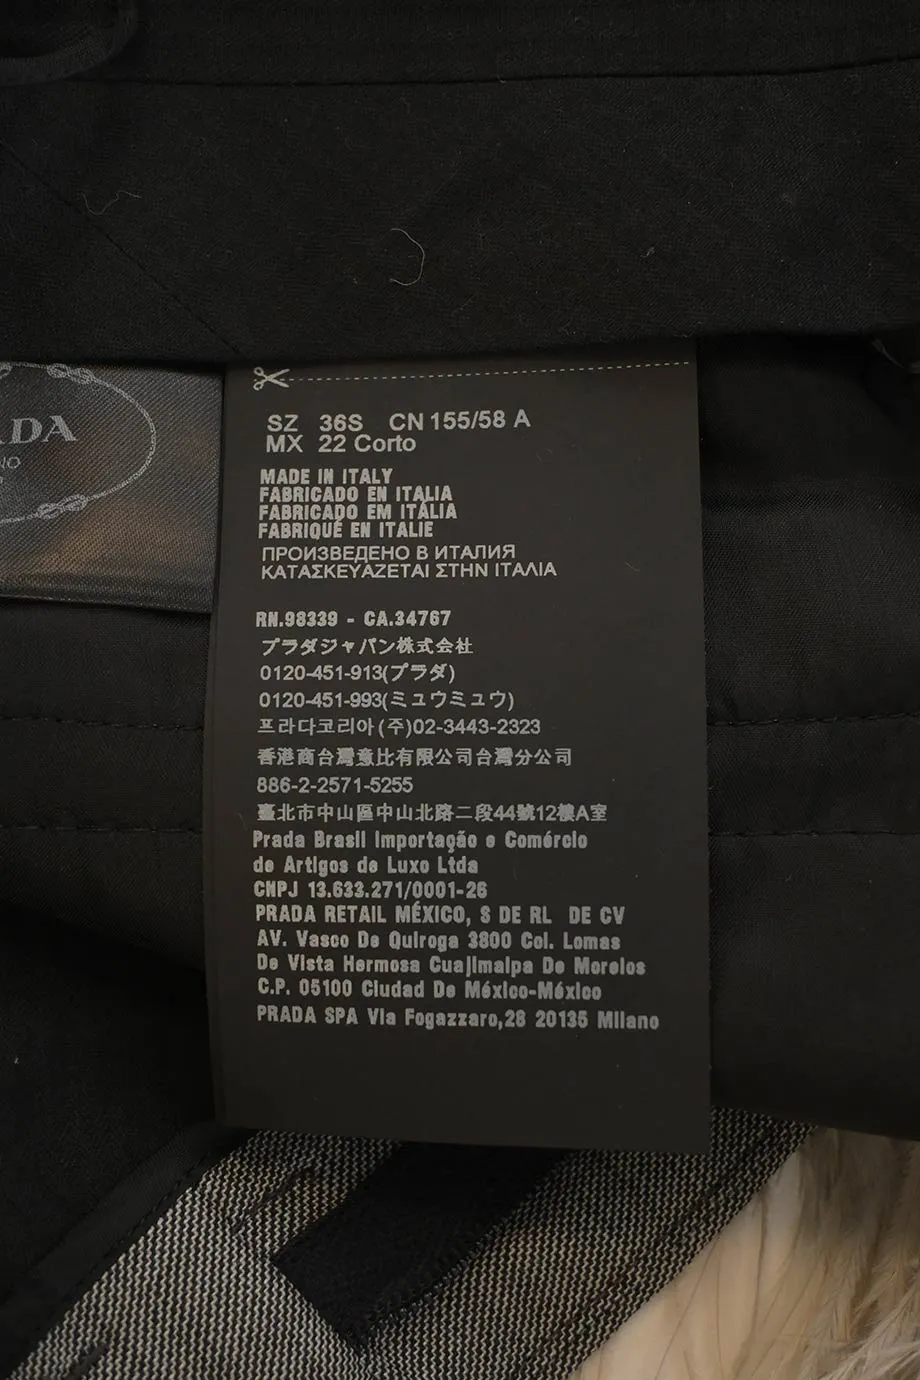 ADA
SZ 36S CN 155/58 A
MX 22 Corto
MADE IN ITALY
FABRICADO EN ITALIA
FABRICADO EM ITÁLIA
FABRIQUÉ EN ITALIE
ПРОИЗВЕДЕНО В ИТАЛИЯ
ΚΑΤΑΣΚΕΥΑΖΕΤΑΙ ΣΤΗΝ ΙΤΑΛΙΑ
RN.98339 - CA.34767
プラダジャパン株式会社
0120-451-913(プラダ)
0120-451-993(ミュウミュウ)
프라다코리아(주)02-3443-2323
香港商台灣意比有限公司台灣分公司
886-2-2571-5255
臺北市中山區中山北路二段44號12樓A室
Prada Brasil Importação e Comércio
de Artigos de Luxo Ltda
CNPJ 13.633.271/0001-26
PRADA RETAIL MÉXICO, S DE RL DE CV
AV. Vasco De Quiroga 3800 Col. Lomas
De Vista Hermosa Cuajimalpa De Morelos
C.P. 05100 Ciudad De México-México
PRADA SPA Via Fogazzaro,28 20135 Milano